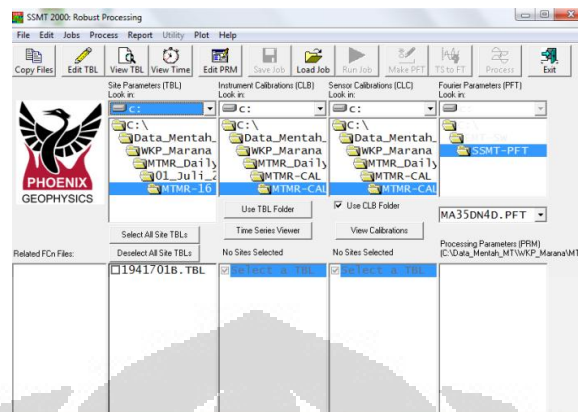 SSMT 2000: Robust Processing
File Edit Jobs Process Report Utility Plot Help
Copy Files Edit TBL View TBL View Time Edit PRM Save Job Load Job Run Job Make PFT TS to FT Process Exit
Site Parameters (TBL) Instrument Calibrations (CLB) Sensor Calibrations (CLC) Fourier Parameters (PFT)
Look in: Look in: Look in: Look in:
c: c: c:
C:\ C:\ C:\
Data_Mentah_ Data_Mentah_ Data_Mentah_
WKP_Marana WKP_Marana WKP_Marana
MTMR_Daily MTMR_Daily MTMR_Daily SSMT-PFT
01_Juli_2 MTMR-CAL MTMR-CAL
MTMR-16 MTMR-CAL MTMR-CAL
PHOENIX
GEOPHYSICS
Use TBL Folder Use CLB Folder MA35DN4D.PFT
Select All Site TBLs Time Series Viewer View Calibrations
Processing Parameters (PRM)
Related FCn Files: Deselect All Site TBLs No Sites Selected No Sites Selected (C:\Data_Mentah_MT\WKP_Marana\MT
1941701B.TBL Select a TBL Select a TBL